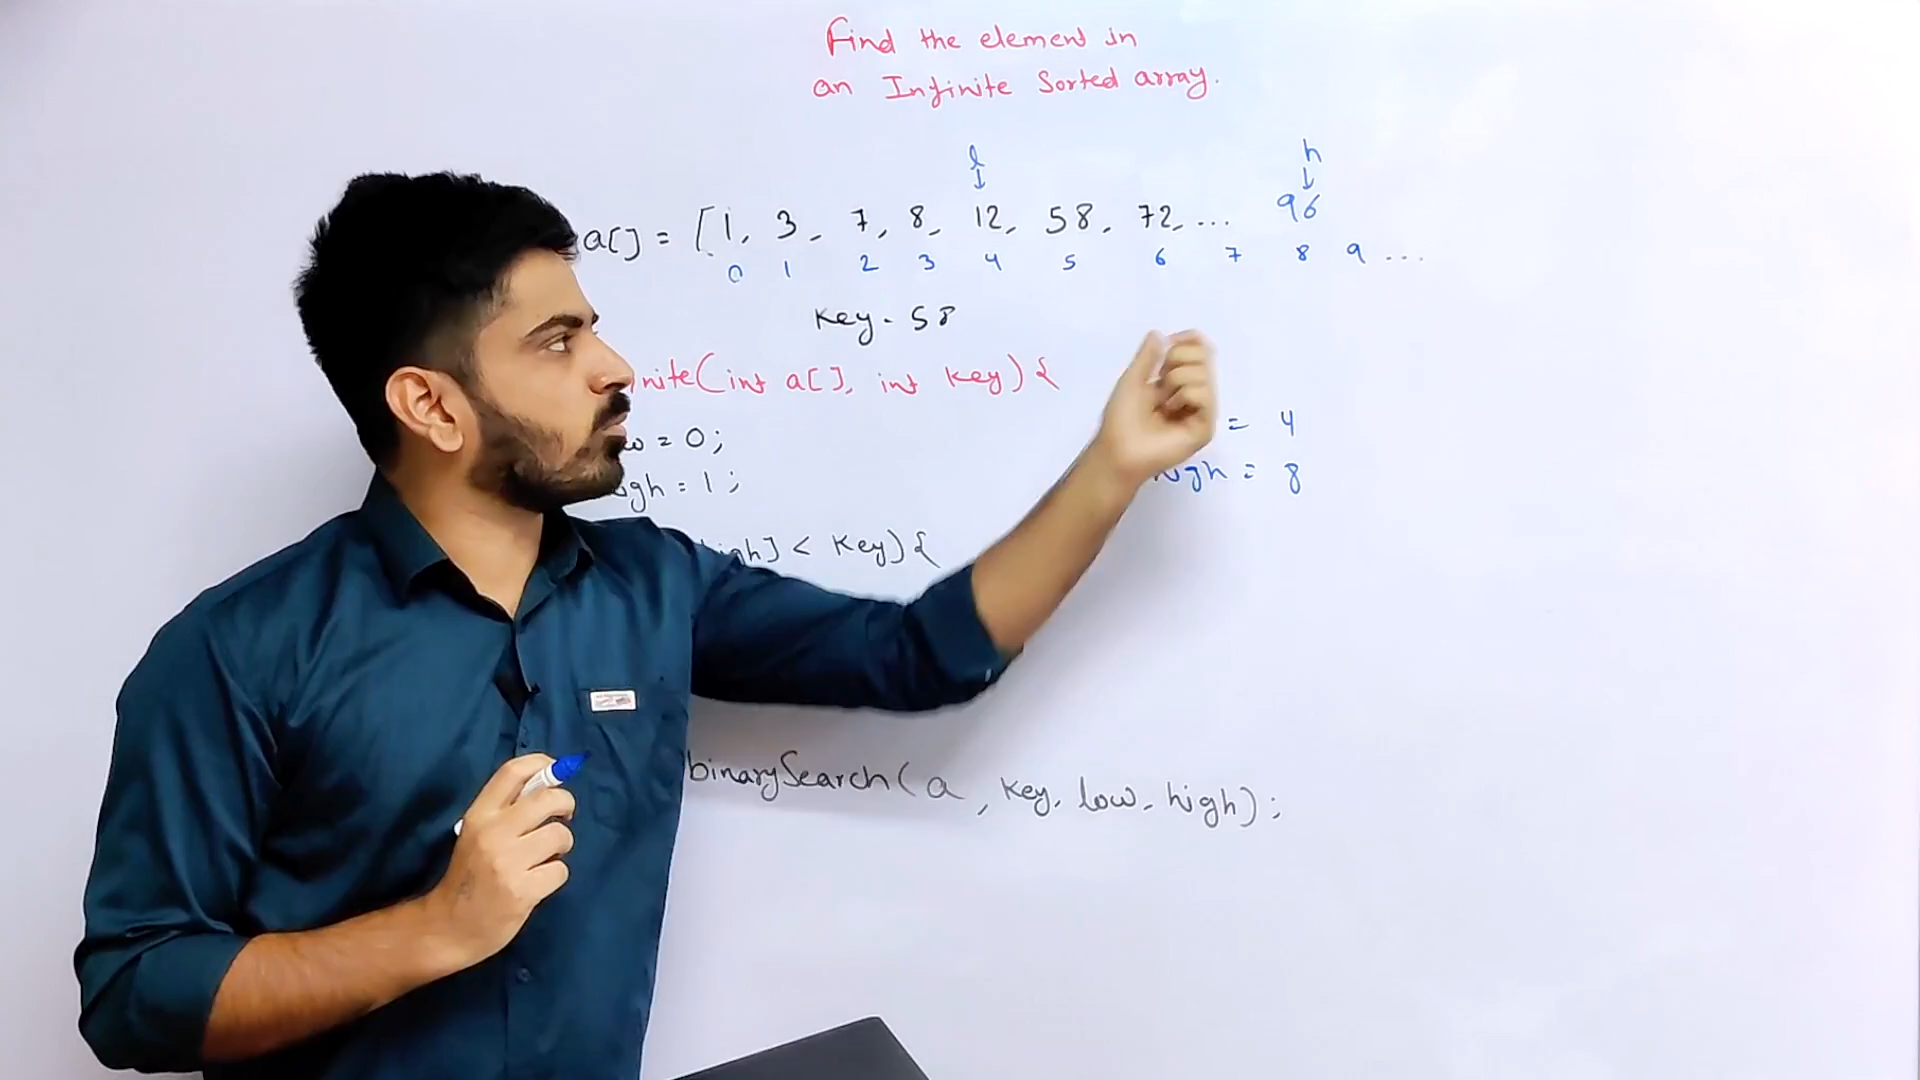 Find the element in
an Infinite Sorted array.
l h
↓ ↓
a[] = [1, 3, 7, 8, 12, 58, 72, ... 96
0 1 2 3 4 5 6 7 8 9 ...
Key - 58
nite(int a[], int key) {
w = 0; = 4
gh = 1; high = 8
high] < key) {
binarySearch(a, key, low, high);